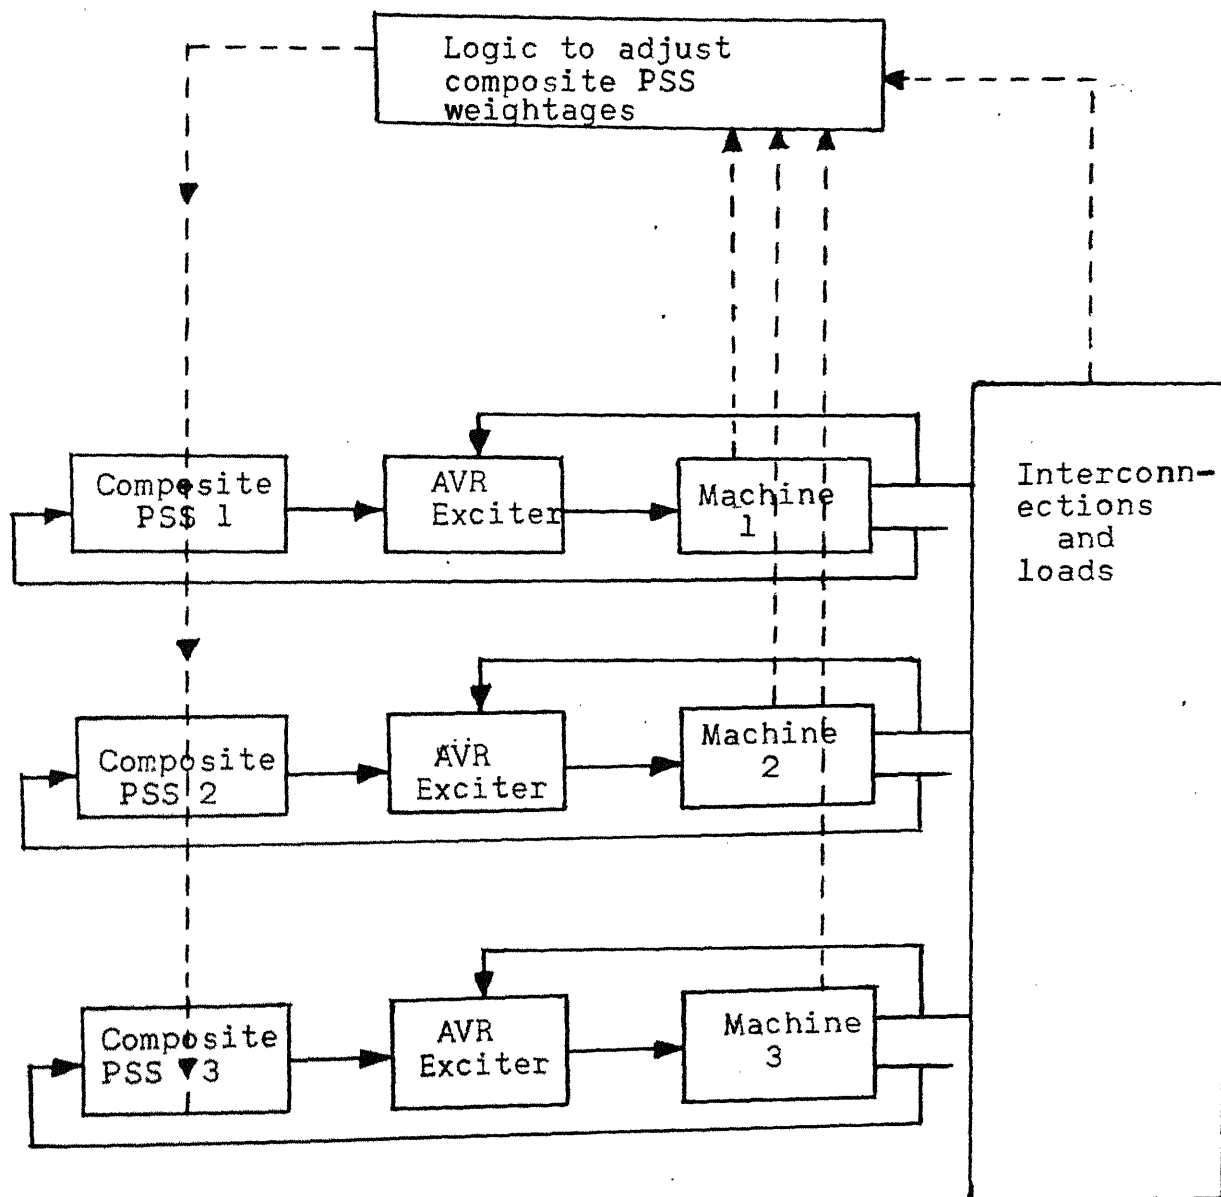 Logic to adjust
composite PSS
weightages
Composite
PSS 1
AVR
Exciter
Machine
1
Interconn-
ections
and
loads
Composite
PSS 2
AVR
Exciter
Machine
2
Composite
PSS 3
AVR
Exciter
Machine
3